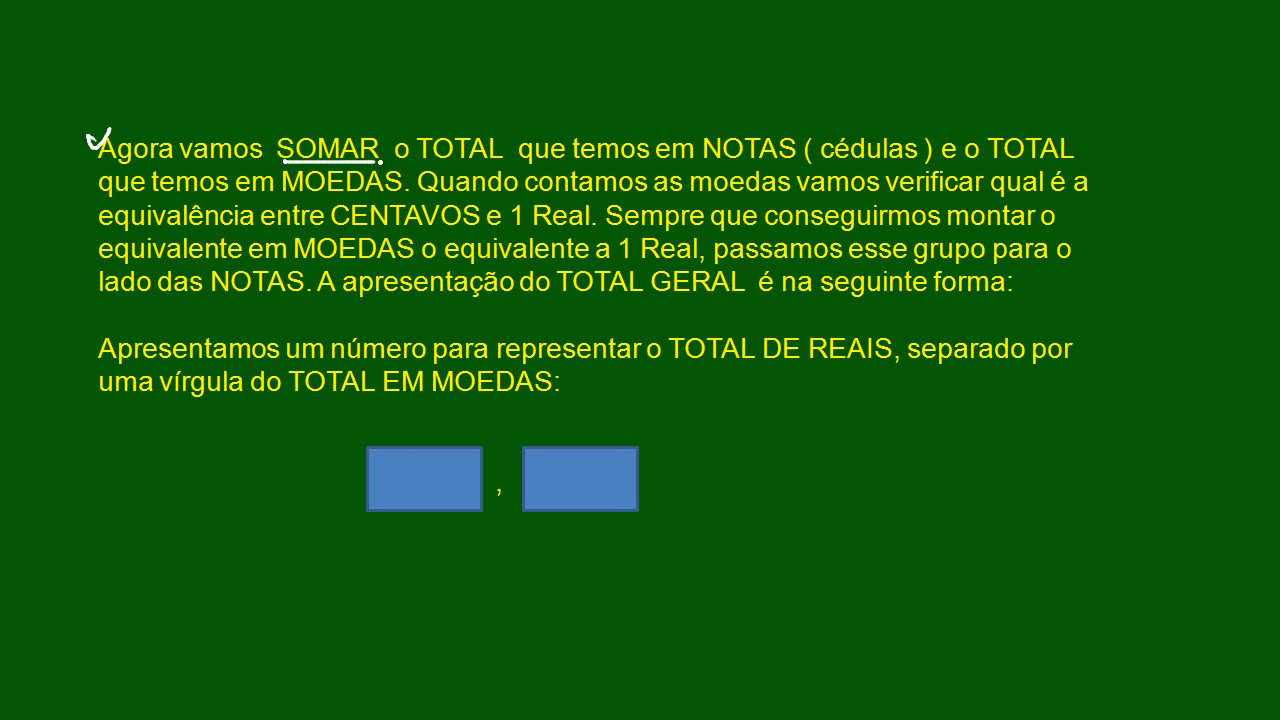 Agora vamos SOMAR o TOTAL que temos em NOTAS ( cédulas ) e o TOTAL
que temos em MOEDAS. Quando contamos as moedas vamos verificar qual é a
equivalência entre CENTAVOS e 1 Real. Sempre que conseguirmos montar o
equivalente em MOEDAS o equivalente a 1 Real, passamos esse grupo para o
lado das NOTAS. A apresentação do TOTAL GERAL é na seguinte forma:
Apresentamos um número para representar o TOTAL DE REAIS, separado por
uma vírgula do TOTAL EM MOEDAS:
,